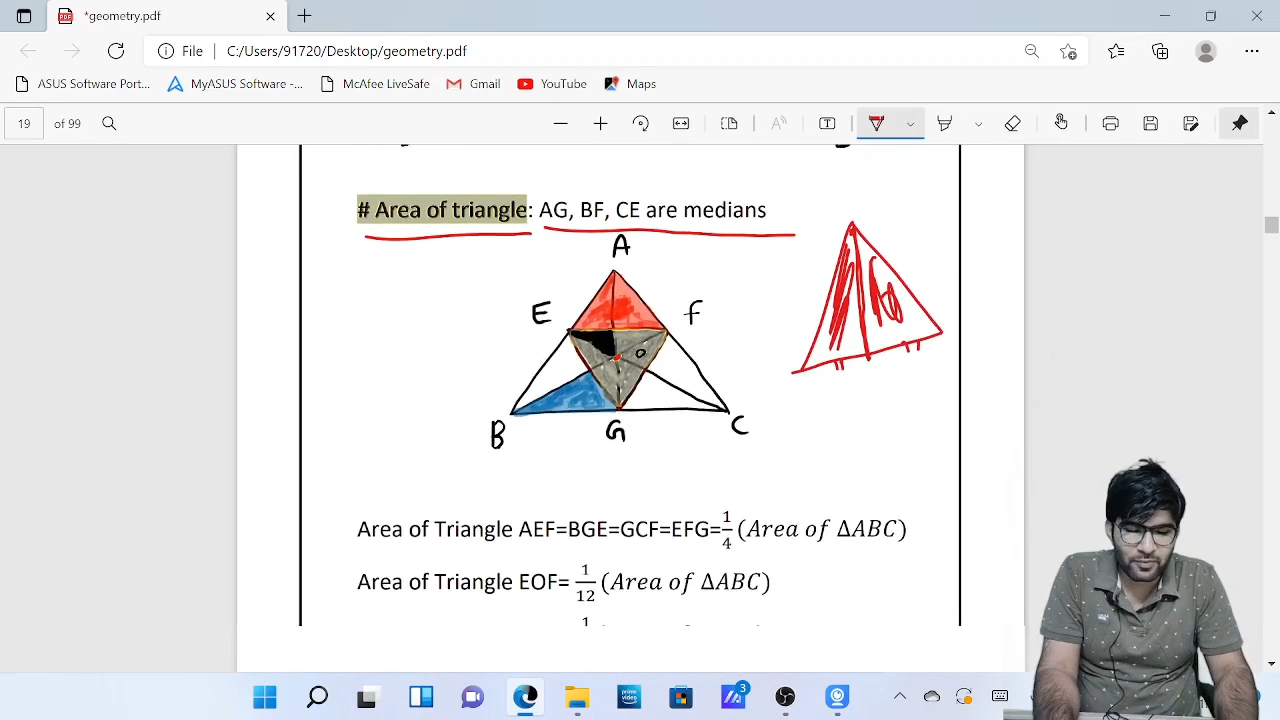 *geometry.pdf
File C:/Users/91720/Desktop/geometry.pdf
ASUS Software Port... MyASUS Software -... McAfee LiveSafe Gmail YouTube Maps
19 of 99
# Area of triangle: AG, BF, CE are medians
A
E F
O
B G C
Area of Triangle AEF=BGE=GCF=EFG=1/4 (Area of ΔABC)
Area of Triangle EOF= 1/12 (Area of ΔABC)
3